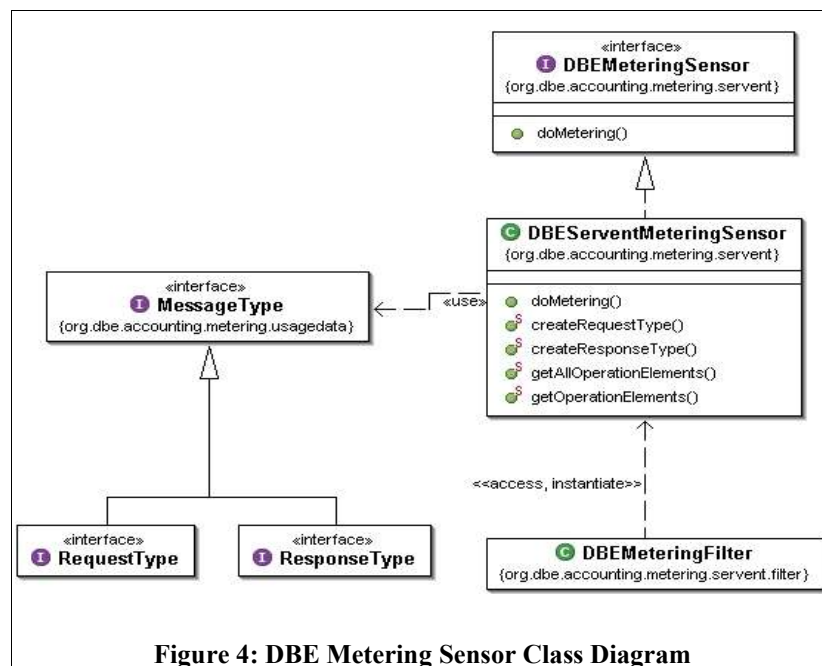 «interface»
I DBEMeteringSensor
{org.dbe.accounting.metering.servent}
doMetering()
C DBEServentMeteringSensor
{org.dbe.accounting.metering.servent}
doMetering()
S createRequestType()
S createResponseType()
S getAllOperationElements()
S getOperationElements()
«interface»
I MessageType
{org.dbe.accounting.metering.usagedata}
«use»
<<access, instantiate>>
«interface»
I RequestType
«interface»
I ResponseType
C DBEMeteringFilter
{org.dbe.accounting.metering.servent.filter}
Figure 4: DBE Metering Sensor Class Diagram